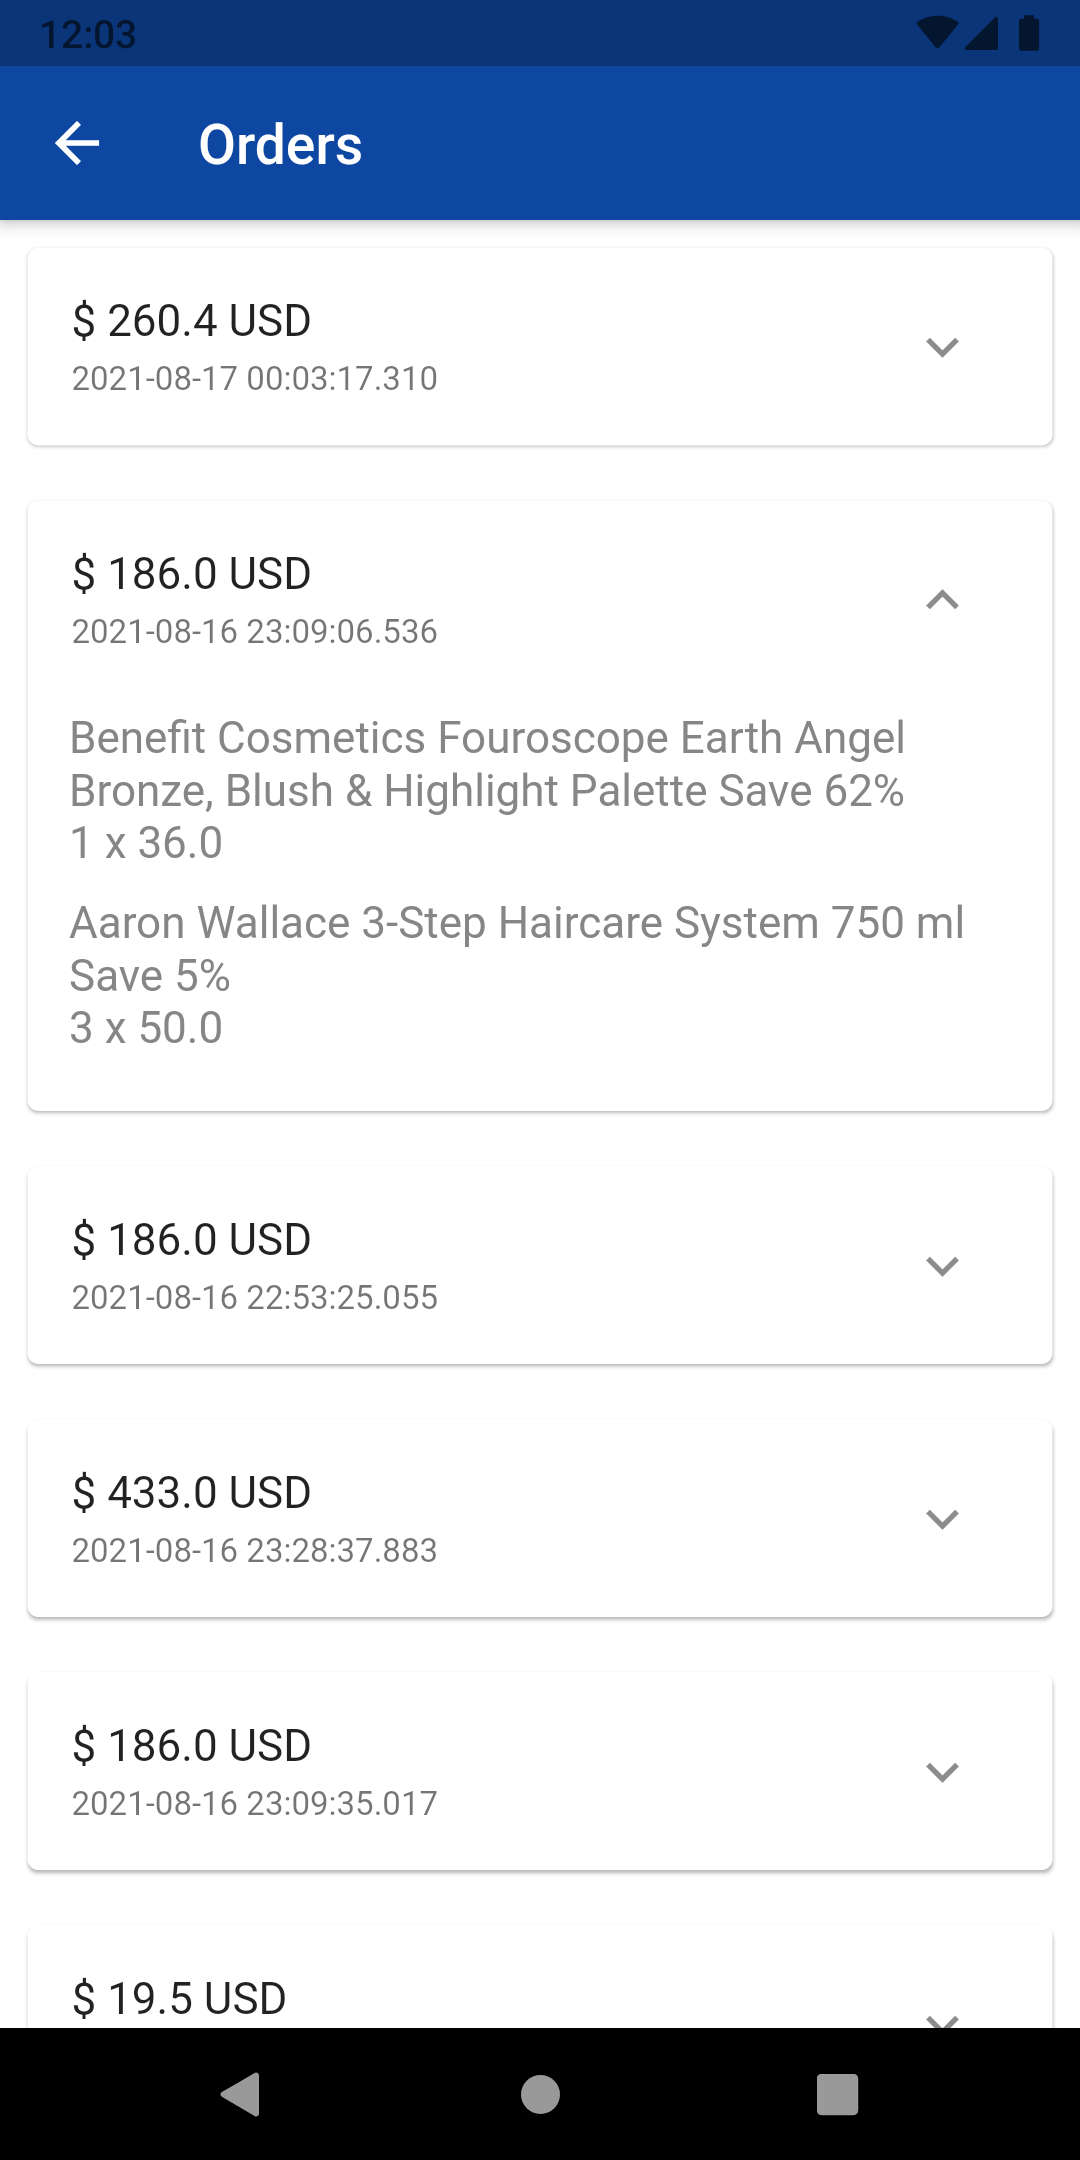 12:03
Orders
$ 260.4 USD
2021-08-17 00:03:17.310
$ 186.0 USD
2021-08-16 23:09:06.536
Benefit Cosmetics Fouroscope Earth Angel
Bronze, Blush & Highlight Palette Save 62%
1 x 36.0
Aaron Wallace 3-Step Haircare System 750 ml
Save 5%
3 x 50.0
$ 186.0 USD
2021-08-16 22:53:25.055
$ 433.0 USD
2021-08-16 23:28:37.883
$ 186.0 USD
2021-08-16 23:09:35.017
$ 19.5 USD